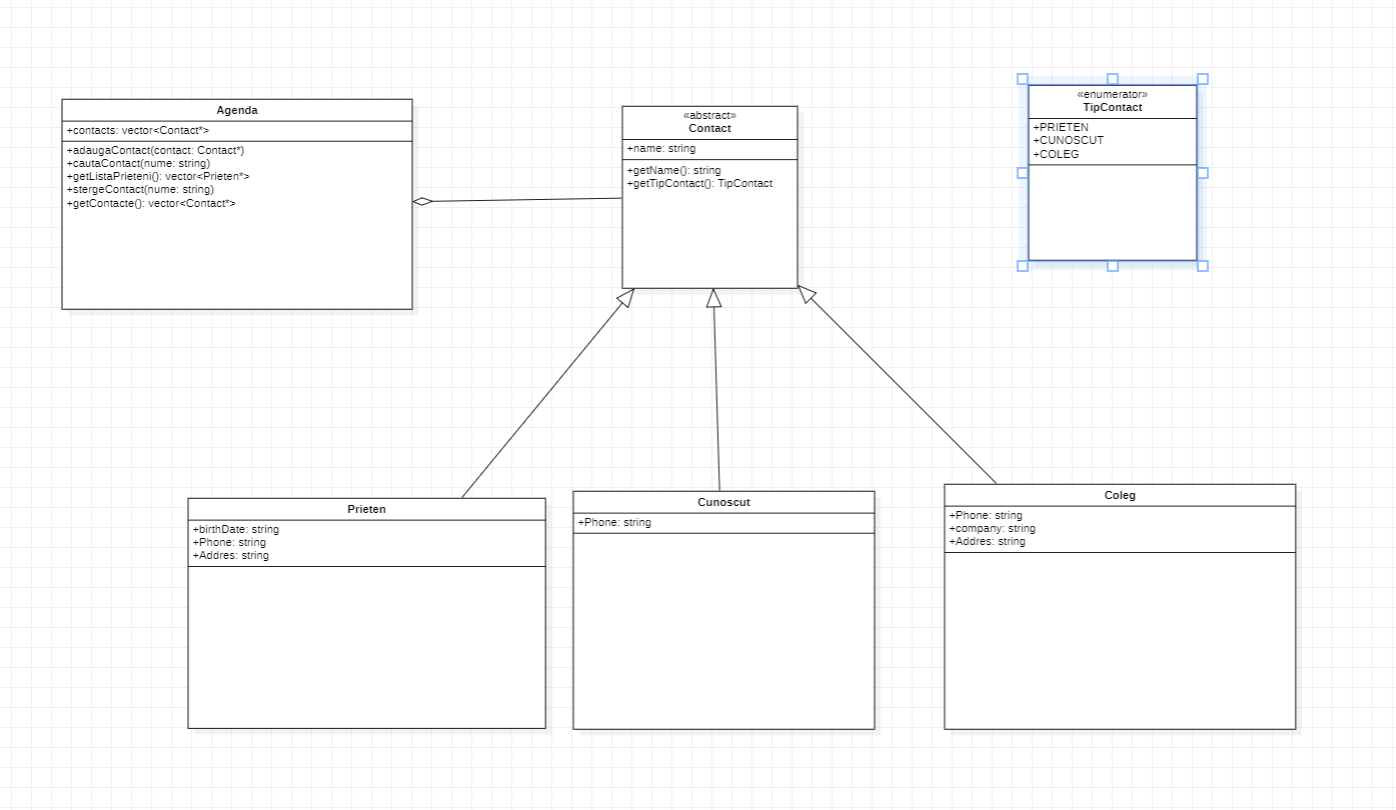 Agenda
+contacts: vector<Contact*>
+adaugaContact(contact: Contact*)
+cautaContact(nume: string)
+getListaPrieteni(): vector<Prieten*>
+stergeContact(nume: string)
+getContacte(): vector<Contact*>
«abstract»
Contact
+name: string
+getName(): string
+getTipContact(): TipContact
«enumerator»
TipContact
+PRIETEN
+CUNOSCUT
+COLEG
Prieten
+birthDate: string
+Phone: string
+Addres: string
Cunoscut
+Phone: string
Coleg
+Phone: string
+company: string
+Addres: string